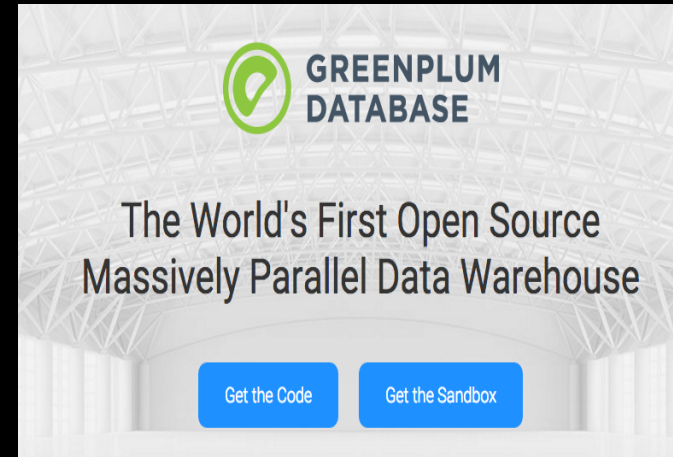 GREENPLUM
DATABASE
The World's First Open Source
Massively Parallel Data Warehouse
Get the Code
Get the Sandbox